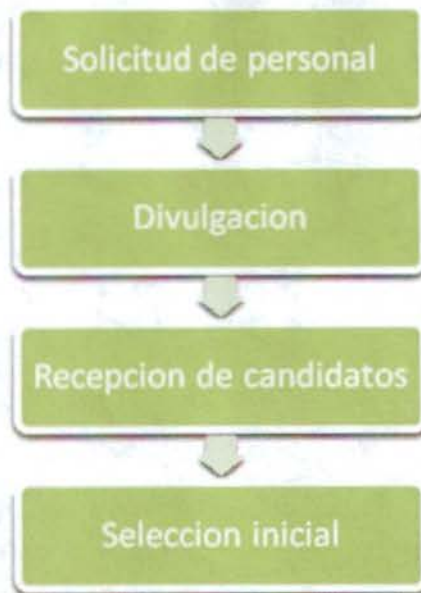 Solicitud de personal
Divulgacion
Recepcion de candidatos
Seleccion inicial